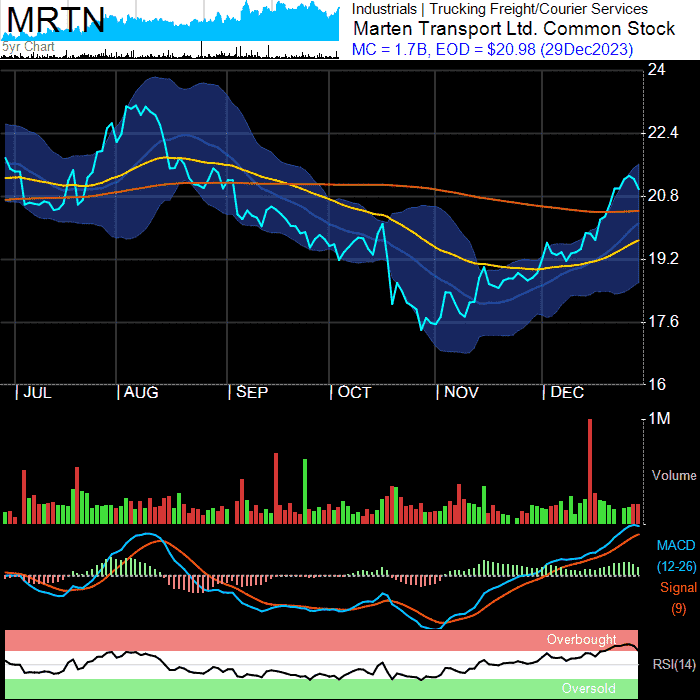 MRTN
5yr Chart
Industrials | Trucking Freight/Courier Services
Marten Transport Ltd. Common Stock
MC = 1.7B, EOD = $20.98 (29Dec2023)
24
22.4
20.8
19.2
17.6
16
JUL AUG SEP OCT NOV DEC
1M
Volume
MACD
(12-26)
Signal
(9)
Overbought
RSI(14)
Oversold